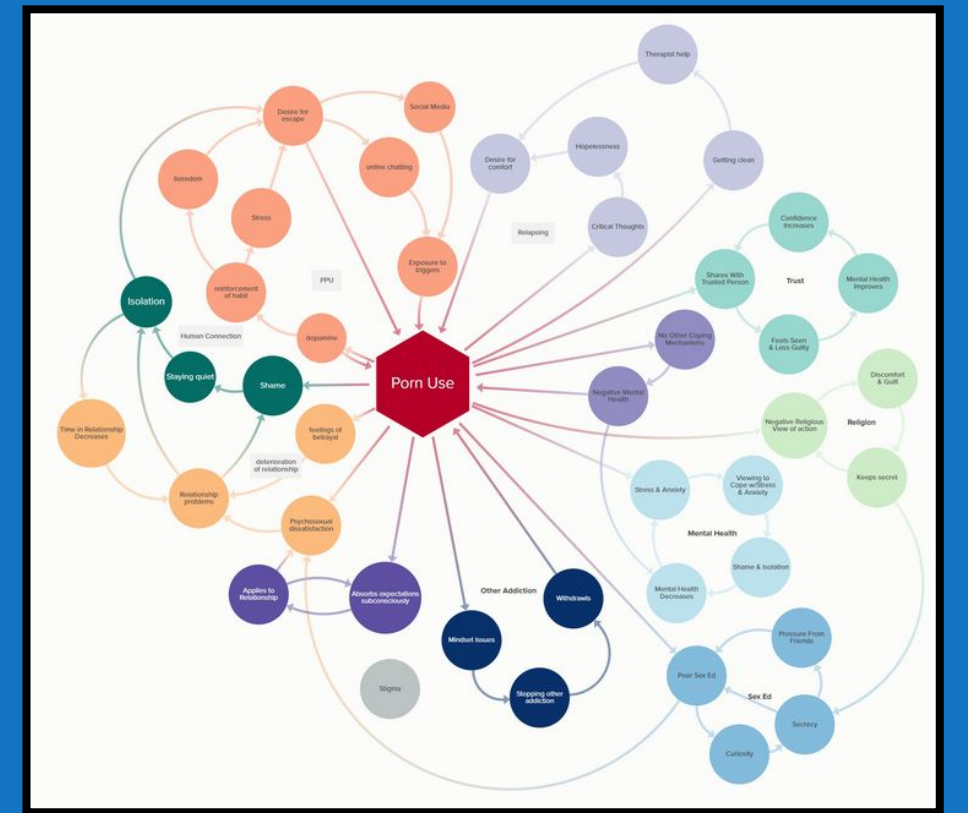 Therapist help
Desire for
escape
Social Media
Desire for
comfort
Hopelessness
Getting clean
boredom
online chatting
Stress
Critical Thoughts
Relapsing
Confidence
Increases
Exposure to
triggers
PPU
reinforcement
of habit
Shares With
Trusted Person
Trust
Mental Health
Improves
Isolation
Human Connection
dopamine
No Other Coping
Mechanisms
Feels Seen
& Less Guilty
Porn Use
Staying quiet
Shame
Negative Mental
Health
Discomfort
& Guilt
Time in Relationship
Decreases
feelings of
betrayal
Negative Religious
View of action
Religion
deterioration
of relationship
Relationship
problems
Stress & Anxiety
Viewing to
Cope w/Stress
& Anxiety
Keeps secret
Psychosexual
dissatisfaction
Mental Health
Shame & Isolation
Applies to
Relationship
Absorbs expectations
subconsciously
Other Addiction
Withdrawls
Mental Health
Decreases
Mindset Issues
Pressure From
Friends
Stigma
Stopping other
addiction
Poor Sex Ed
Sex Ed
Secrecy
Curiosity